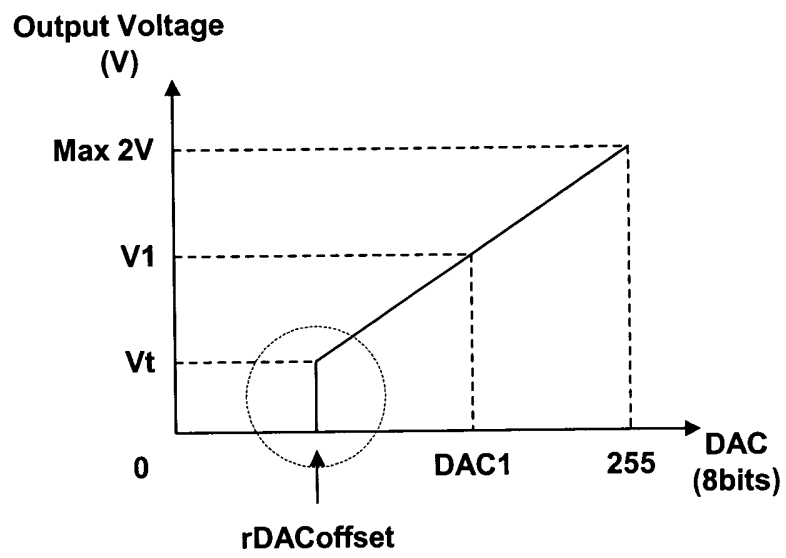 Output Voltage
(V)
Max 2V
V1
Vt
0
DAC1
255
DAC
(8bits)
rDACoffset